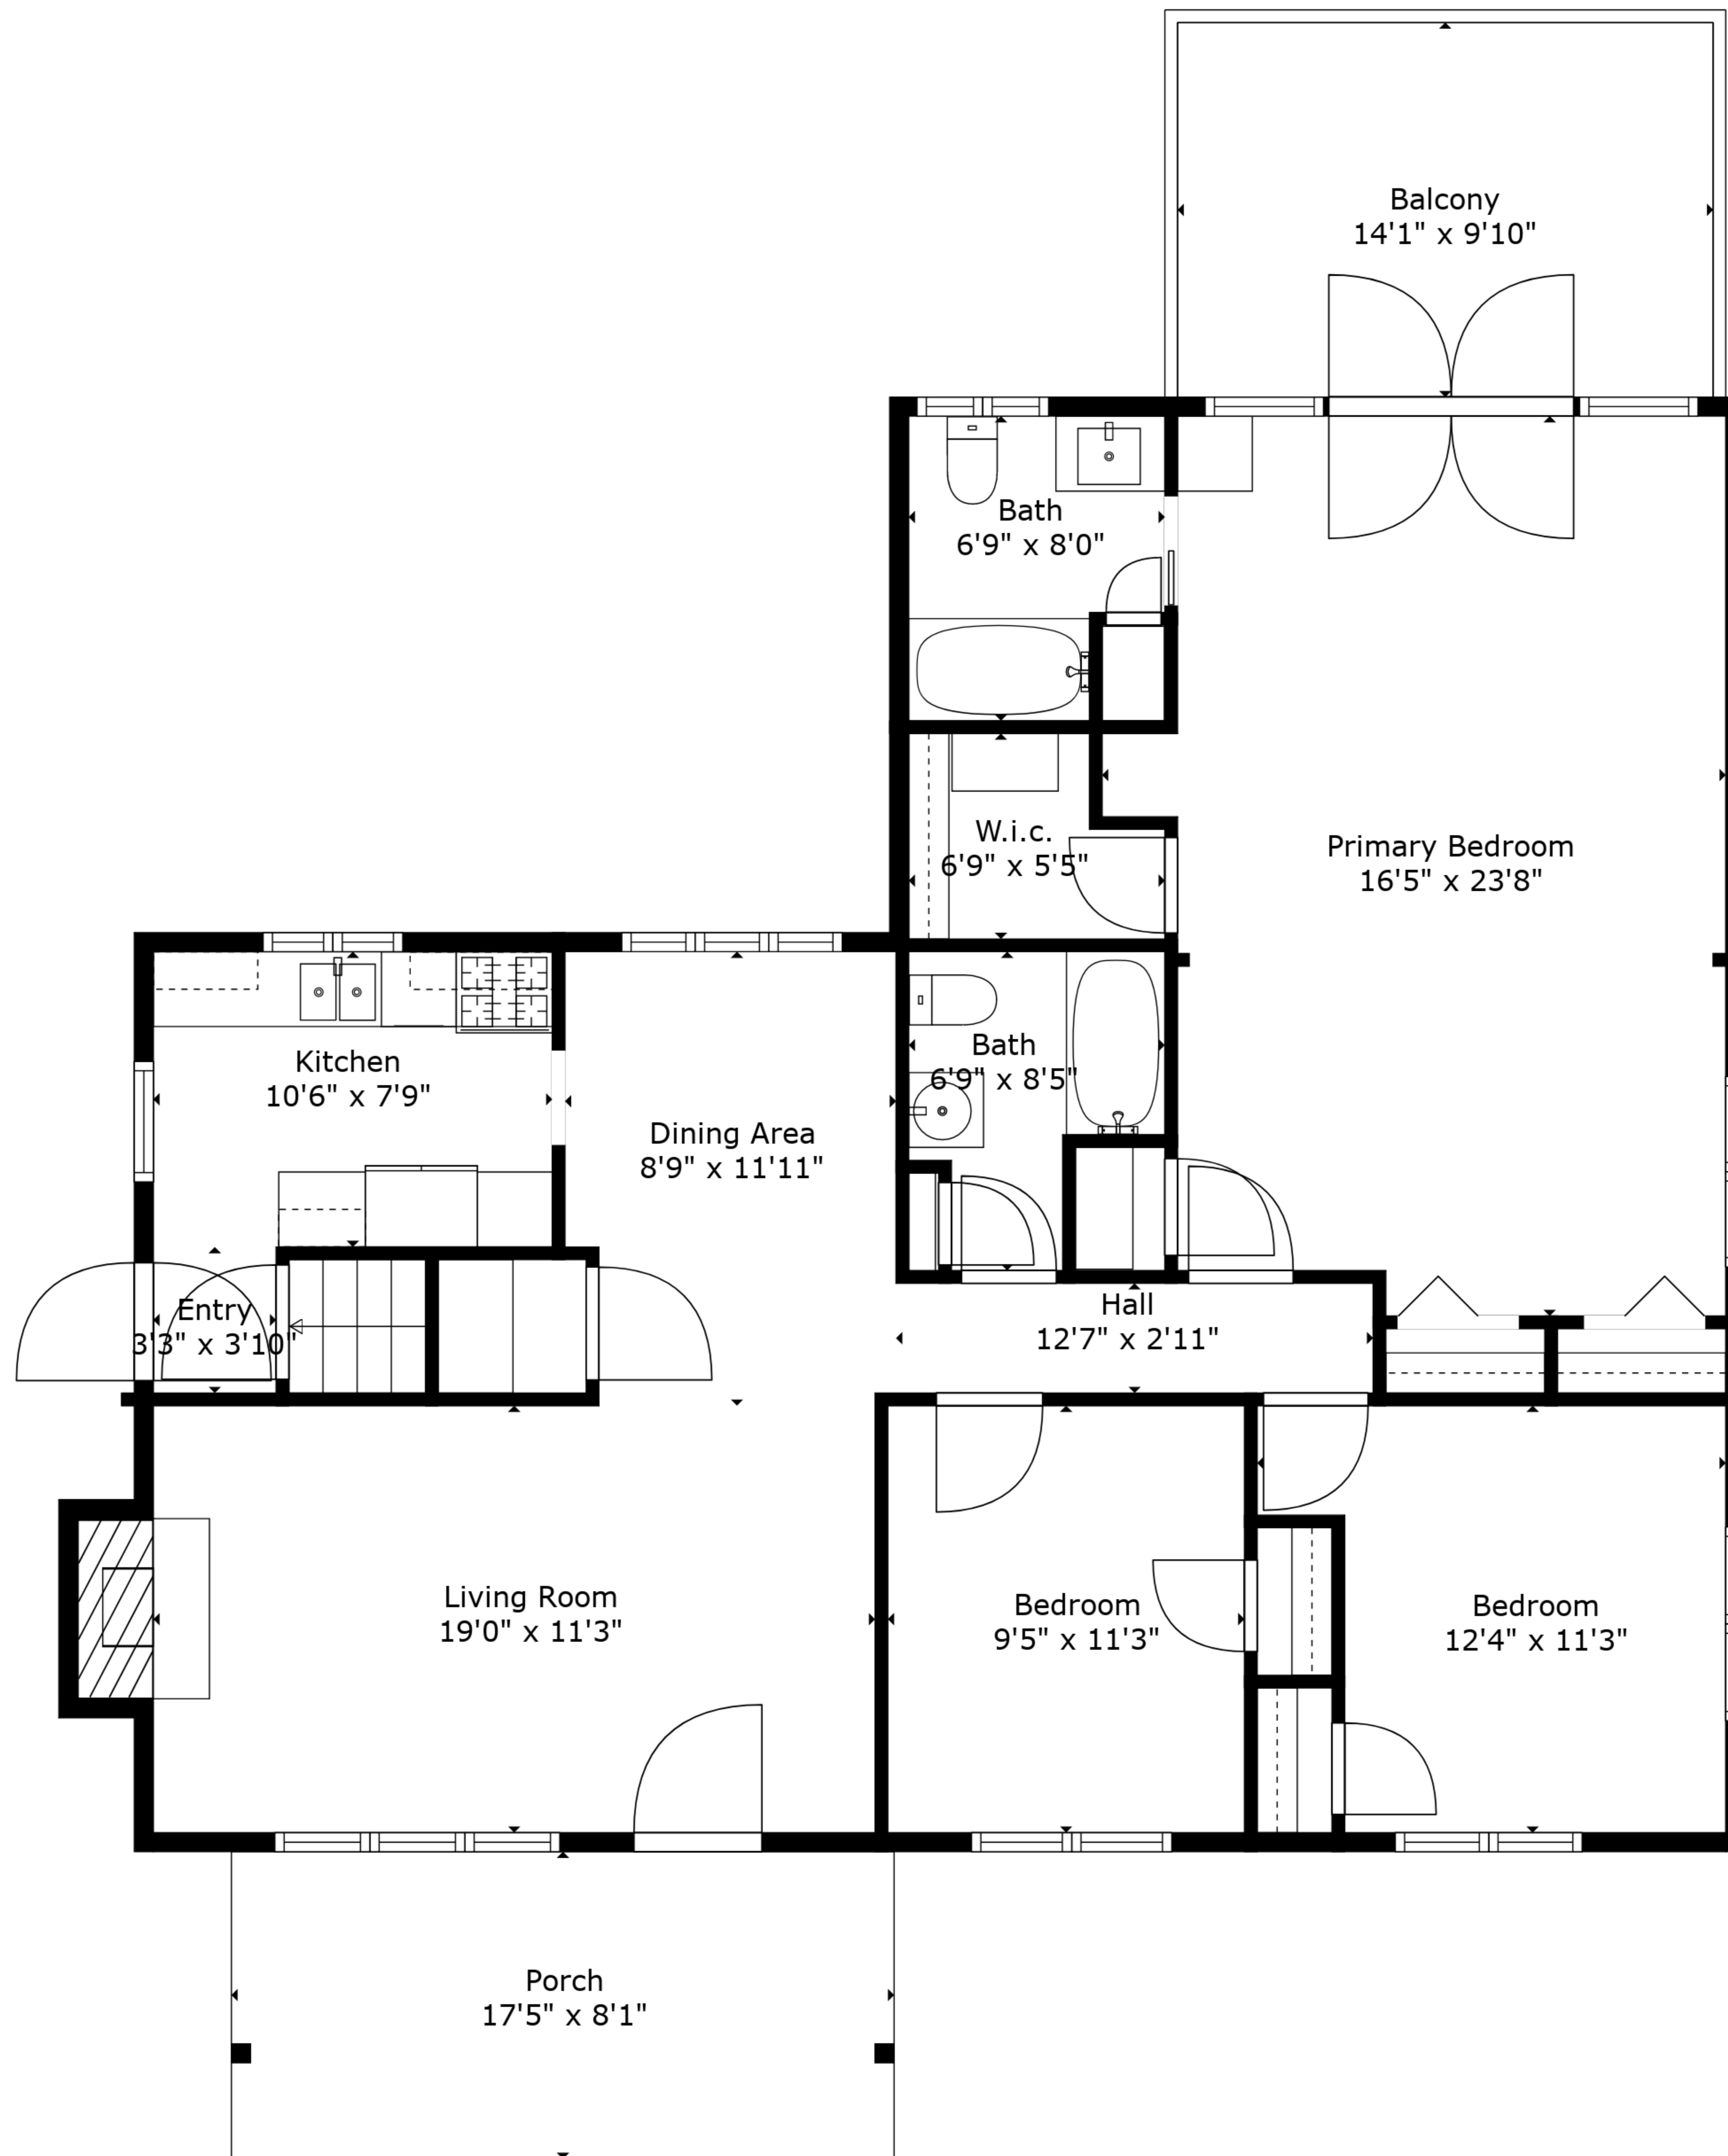 Balcony
14'1" x 9'10"
Bath
6'9" x 8'0"
W.i.c.
6'9" x 5'5"
Primary Bedroom
16'5" x 23'8"
Kitchen
10'6" x 7'9"
Bath
6'9" x 8'5"
Dining Area
8'9" x 11'11"
Entry
3'3" x 3'10"
Hall
12'7" x 2'11"
Living Room
19'0" x 11'3"
Bedroom
9'5" x 11'3"
Bedroom
12'4" x 11'3"
Porch
17'5" x 8'1"